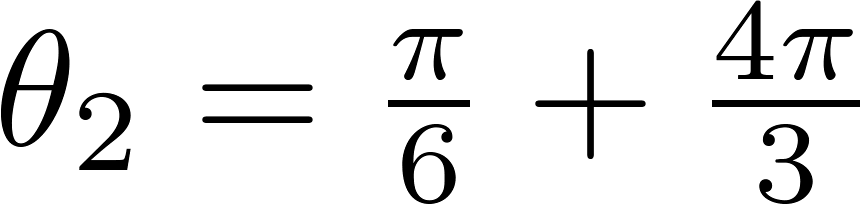 θ₂ = π/6 + 4π/3